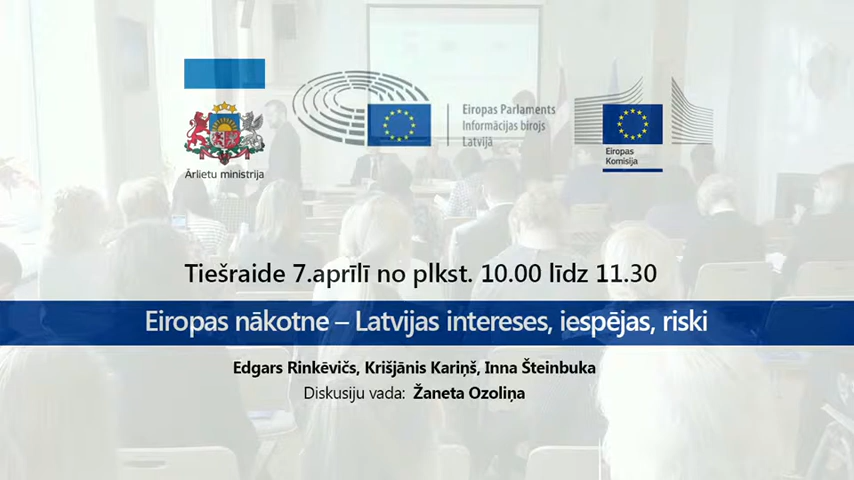 Ārlietu ministrija
Eiropas Parlaments
Informācijas birojs
Latvijā
Eiropas
Komisija
Tiešraide 7.aprīlī no plkst. 10.00 līdz 11.30
Eiropas nākotne – Latvijas intereses, iespējas, riski
Edgars Rinkēvičs, Krišjānis Kariņš, Inna Šteinbuka
Diskusiju vada: Žaneta Ozoliņa